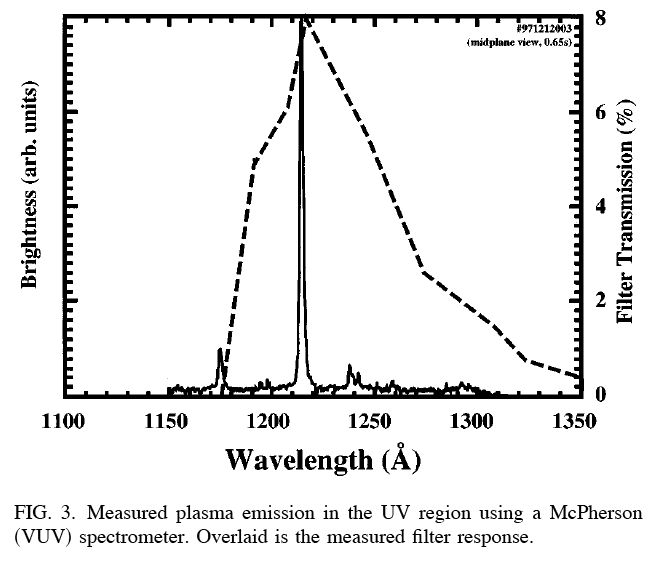 #971212003
(midplane view, 0.65s)
Brightness (arb. units)
Filter Transmission (%)
8
6
4
2
0
1100 1150 1200 1250 1300 1350
Wavelength (Å)
FIG. 3. Measured plasma emission in the UV region using a McPherson
(VUV) spectrometer. Overlaid is the measured filter response.